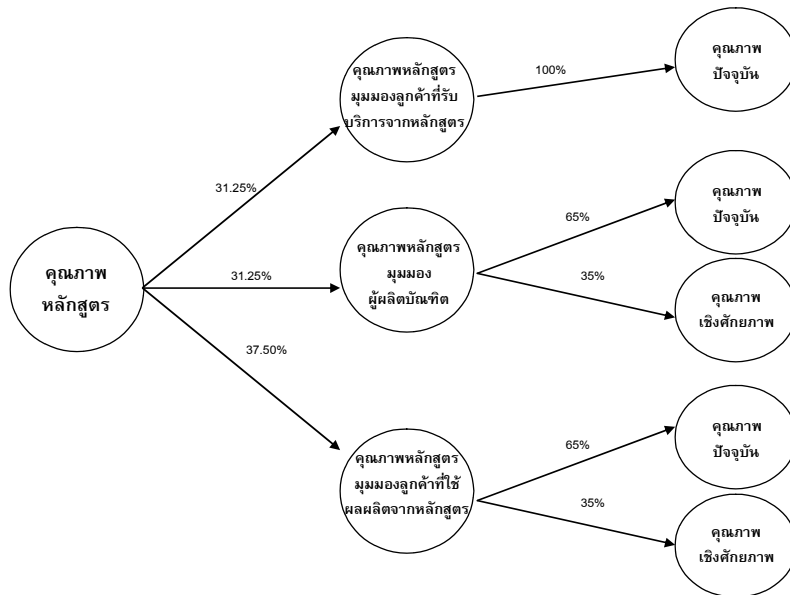 คุณภาพ
หลักสูตร
31.25%
31.25%
37.50%
คุณภาพหลักสูตร
มุมมองลูกค้าที่รับ
บริการจากหลักสูตร
100%
คุณภาพ
ปัจจุบัน
คุณภาพหลักสูตร
มุมมอง
ผู้ผลิตบัณฑิต
65%
คุณภาพ
ปัจจุบัน
35%
คุณภาพ
เชิงศักยภาพ
คุณภาพหลักสูตร
มุมมองลูกค้าที่ใช้
ผลผลิตจากหลักสูตร
65%
คุณภาพ
ปัจจุบัน
35%
คุณภาพ
เชิงศักยภาพ